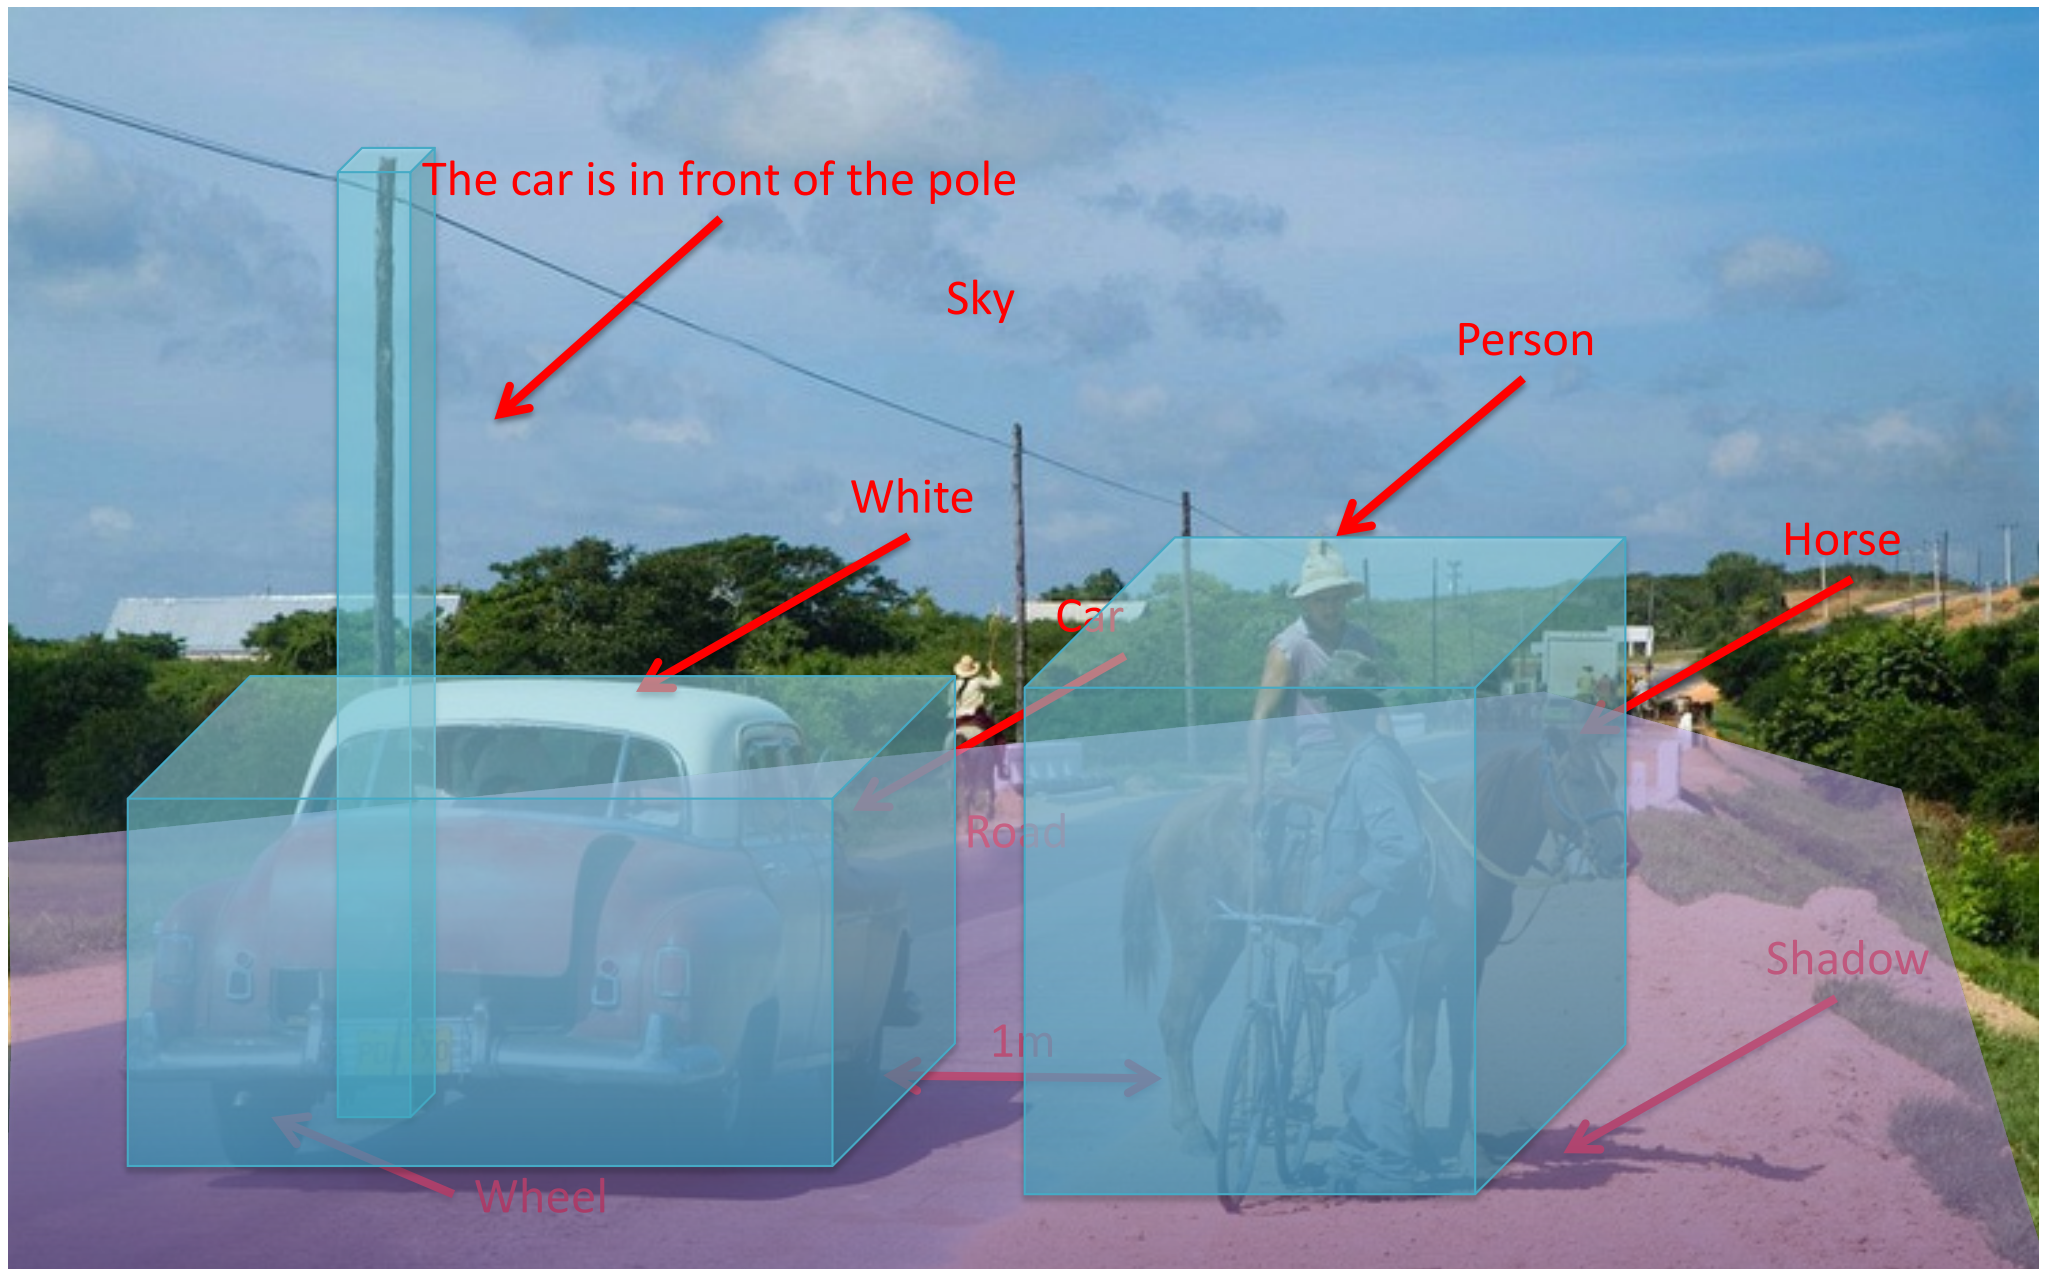 The car is in front of the pole
Sky
Person
White
Horse
Car
Road
Shadow
1m
Wheel